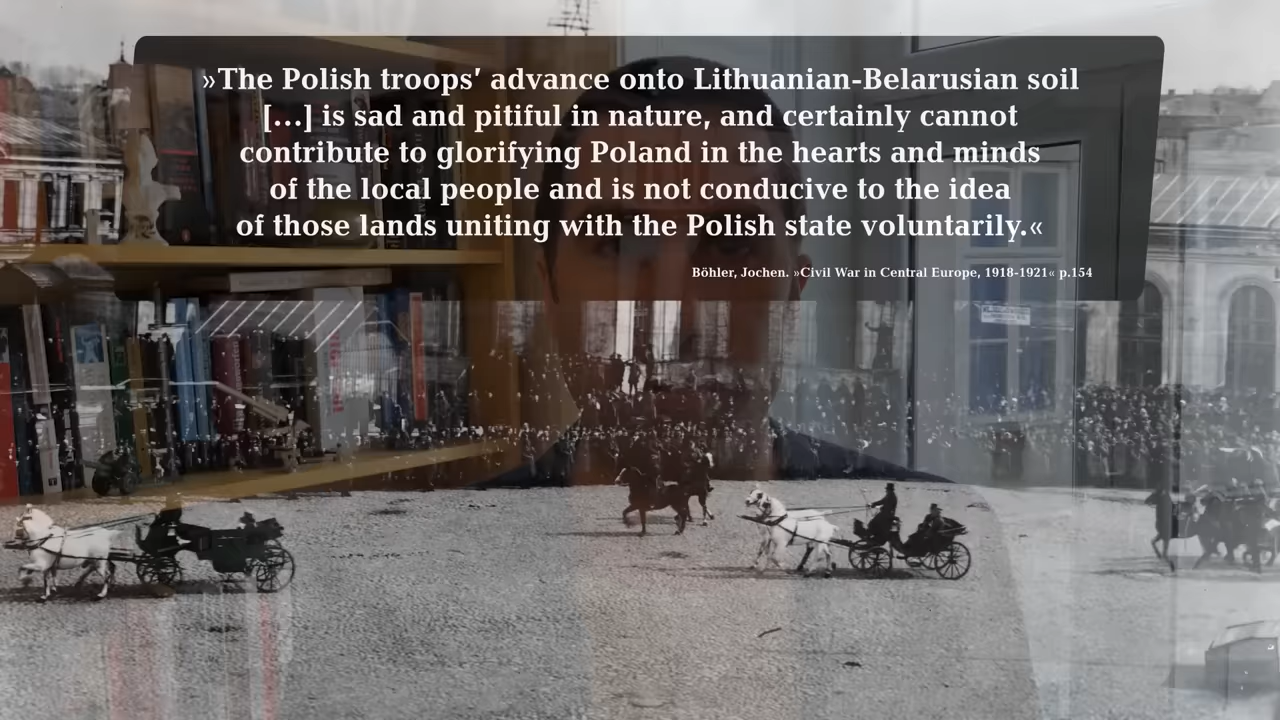 »The Polish troops’ advance onto Lithuanian-Belarusian soil
[...] is sad and pitiful in nature, and certainly cannot
contribute to glorifying Poland in the hearts and minds
of the local people and is not conducive to the idea
of those lands uniting with the Polish state voluntarily.«
Böhler, Jochen. »Civil War in Central Europe, 1918-1921« p.154